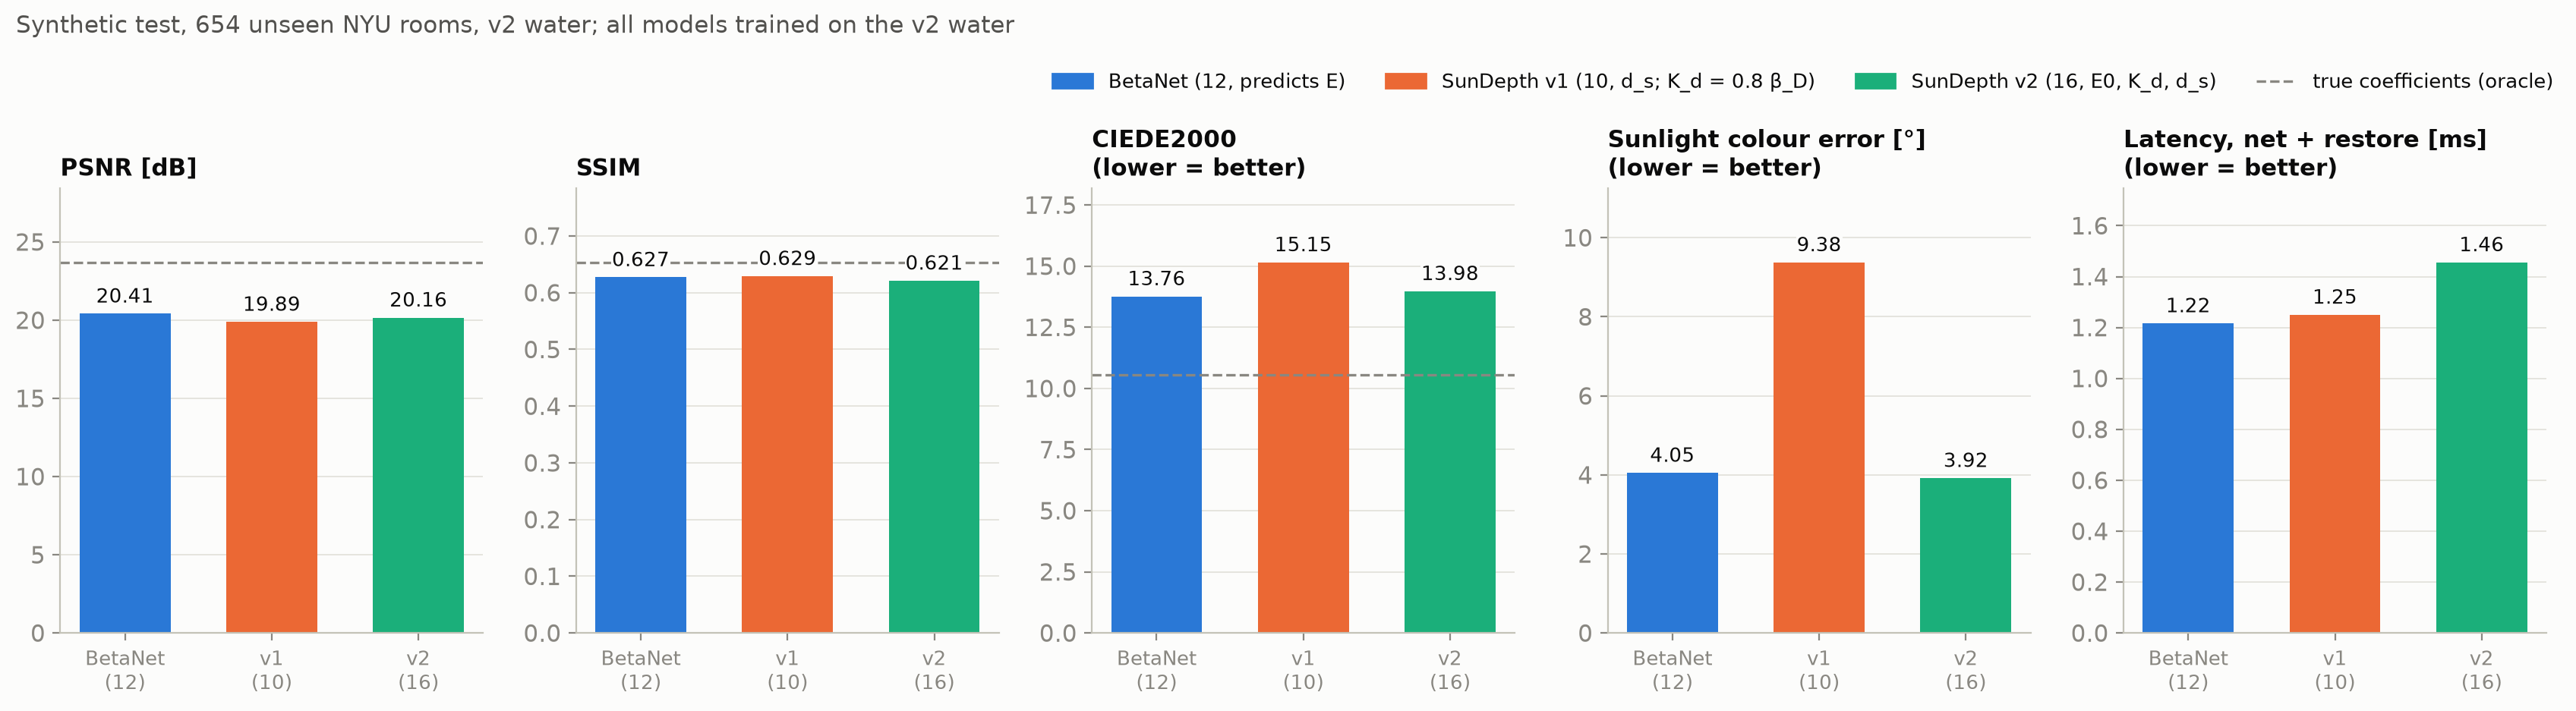 Synthetic test, 654 unseen NYU rooms, v2 water; all models trained on the v2 water
BetaNet (12, predicts E)
SunDepth v1 (10, d_s; K_d = 0.8 β_D)
SunDepth v2 (16, E0, K_d, d_s)
true coefficients (oracle)
PSNR [dB]
25
20
15
10
5
0
20.41
19.89
20.16
BetaNet
(12)
v1
(10)
v2
(16)
SSIM
0.7
0.6
0.5
0.4
0.3
0.2
0.1
0.0
0.627
0.629
0.621
BetaNet
(12)
v1
(10)
v2
(16)
CIEDE2000
(lower = better)
17.5
15.0
12.5
10.0
7.5
5.0
2.5
0.0
13.76
15.15
13.98
BetaNet
(12)
v1
(10)
v2
(16)
Sunlight colour error [°]
(lower = better)
10
8
6
4
2
0
4.05
9.38
3.92
BetaNet
(12)
v1
(10)
v2
(16)
Latency, net + restore [ms]
(lower = better)
1.6
1.4
1.2
1.0
0.8
0.6
0.4
0.2
0.0
1.22
1.25
1.46
BetaNet
(12)
v1
(10)
v2
(16)